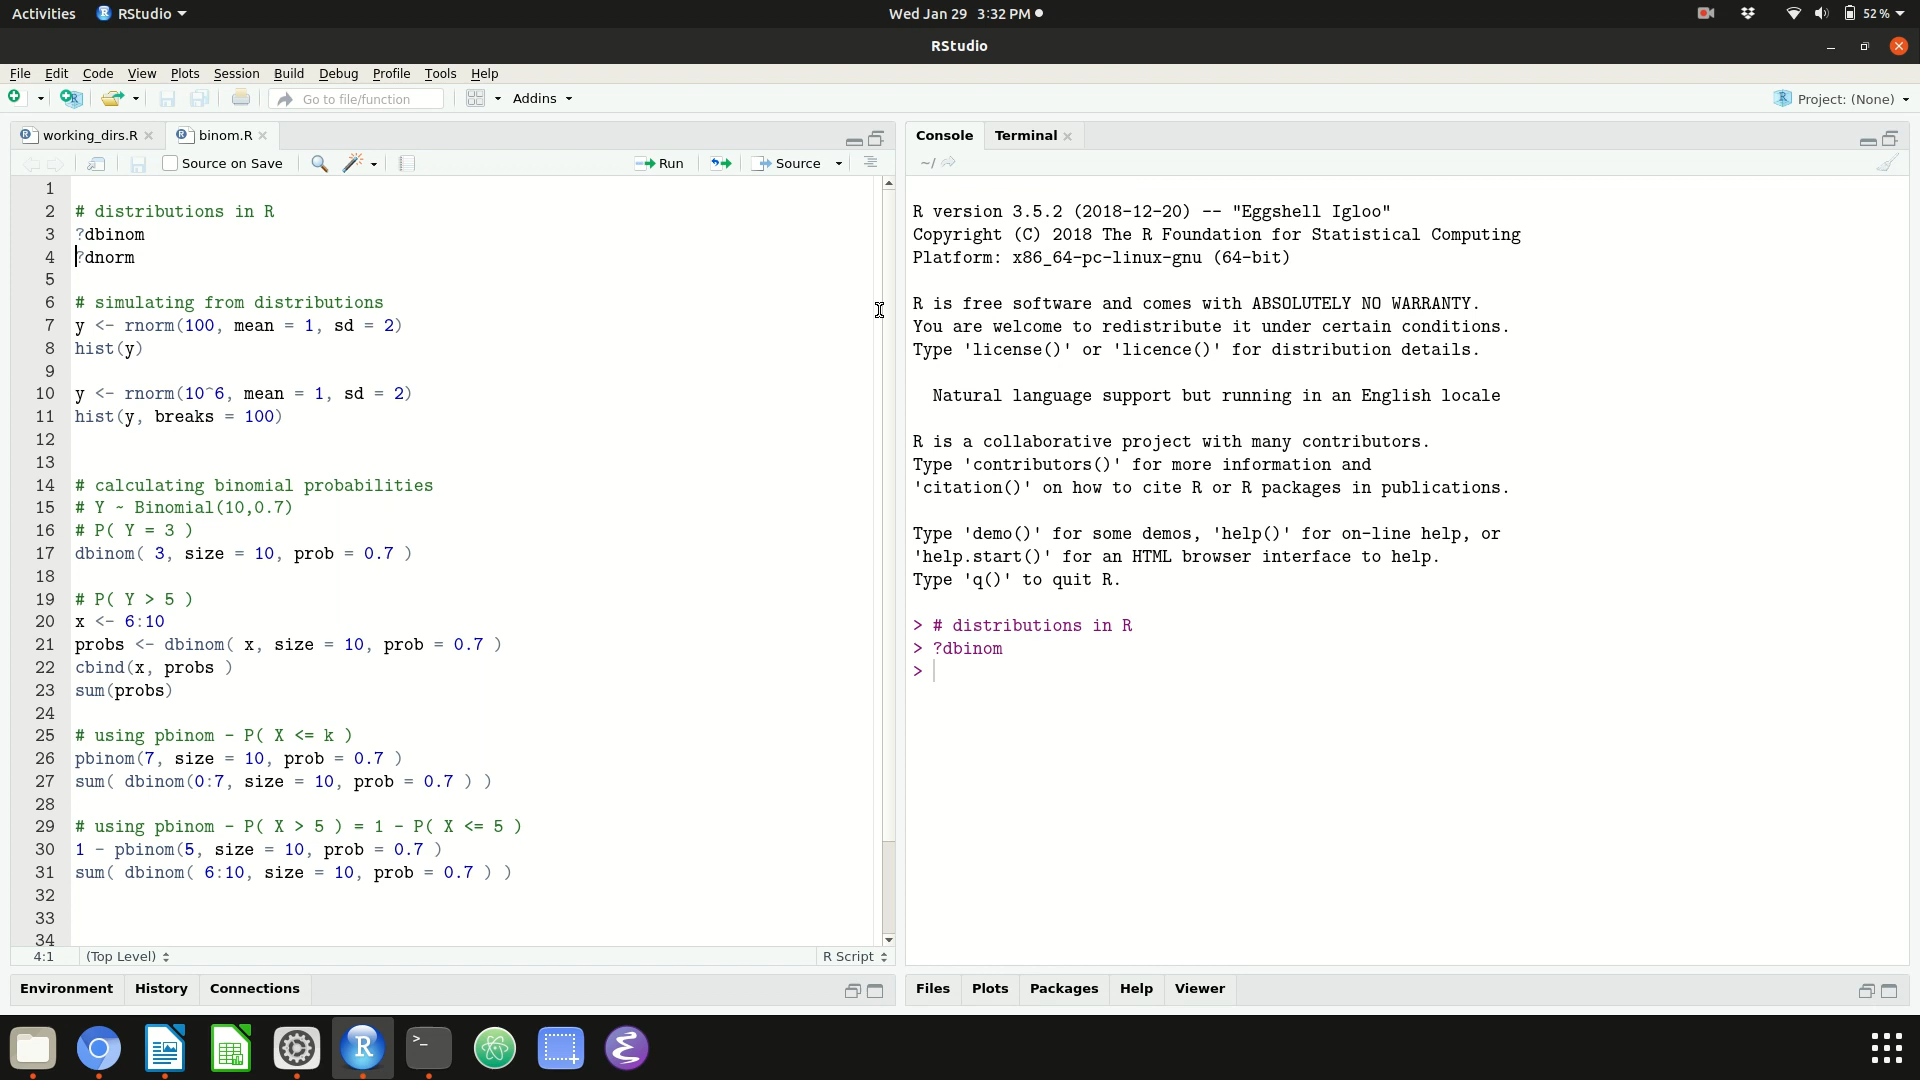 Activities RStudio Wed Jan 29 3:32 PM 52 %
RStudio
File Edit Code View Plots Session Build Debug Profile Tools Help
Go to file/function Addins Project: (None)
working_dirs.R binom.R
Source on Save Run Source
1
2 # distributions in R
3 ?dbinom
4 ?dnorm
5
6 # simulating from distributions
7 y <- rnorm(100, mean = 1, sd = 2)
8 hist(y)
9
10 y <- rnorm(10^6, mean = 1, sd = 2)
11 hist(y, breaks = 100)
12
13
14 # calculating binomial probabilities
15 # Y ~ Binomial(10,0.7)
16 # P( Y = 3 )
17 dbinom( 3, size = 10, prob = 0.7 )
18
19 # P( Y > 5 )
20 x <- 6:10
21 probs <- dbinom( x, size = 10, prob = 0.7 )
22 cbind(x, probs )
23 sum(probs)
24
25 # using pbinom - P( X <= k )
26 pbinom(7, size = 10, prob = 0.7 )
27 sum( dbinom(0:7, size = 10, prob = 0.7 ) )
28
29 # using pbinom - P( X > 5 ) = 1 - P( X <= 5 )
30 1 - pbinom(5, size = 10, prob = 0.7 )
31 sum( dbinom( 6:10, size = 10, prob = 0.7 ) )
32
33
34
4:1 (Top Level) R Script
Environment History Connections
Console Terminal
~/
R version 3.5.2 (2018-12-20) -- "Eggshell Igloo"
Copyright (C) 2018 The R Foundation for Statistical Computing
Platform: x86_64-pc-linux-gnu (64-bit)
R is free software and comes with ABSOLUTELY NO WARRANTY.
You are welcome to redistribute it under certain conditions.
Type 'license()' or 'licence()' for distribution details.
Natural language support but running in an English locale
R is a collaborative project with many contributors.
Type 'contributors()' for more information and
'citation()' on how to cite R or R packages in publications.
Type 'demo()' for some demos, 'help()' for on-line help, or
'help.start()' for an HTML browser interface to help.
Type 'q()' to quit R.
> # distributions in R
> ?dbinom
>
Files Plots Packages Help Viewer